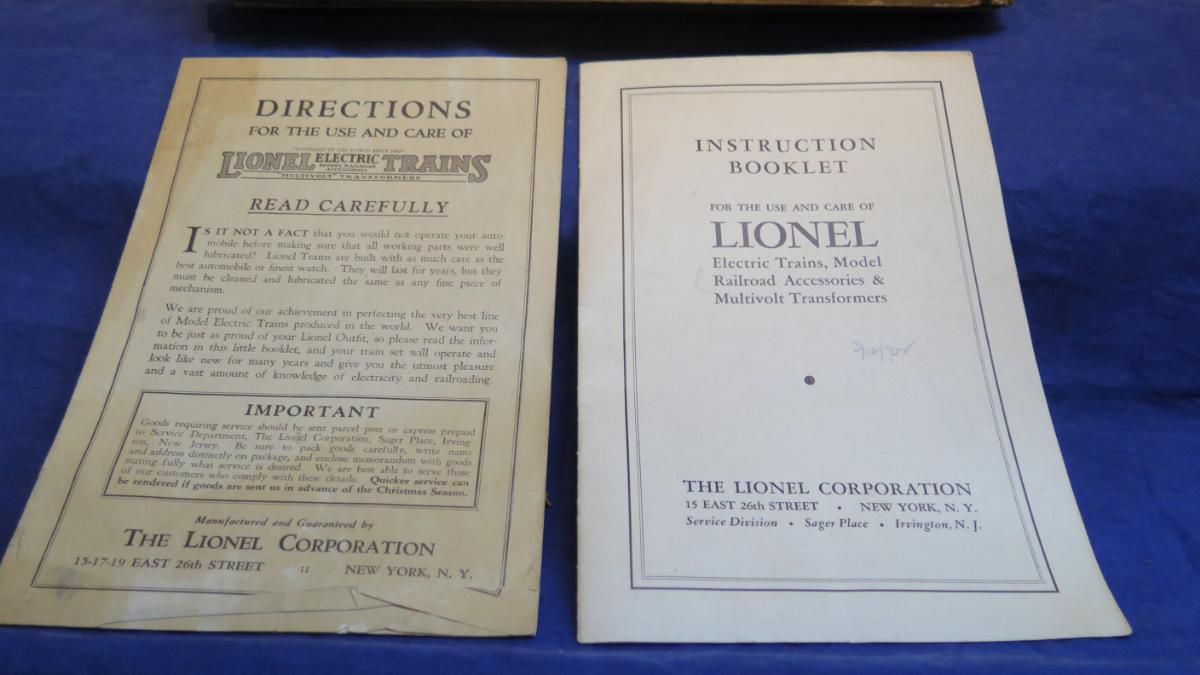 DIRECTIONS
FOR THE USE AND CARE OF
"STANDARD OF THE WORLD SINCE 1900"
LIONEL ELECTRIC TRAINS
MODEL RAILROAD
ACCESSORIES
"MULTIVOLT" TRANSFORMERS
READ CAREFULLY
IS IT NOT A FACT that you would not operate your auto-
mobile before making sure that all working parts were well
lubricated? Lionel Trains are built with as much care as the
best automobile or finest watch. They will last for years, but they
must be cleaned and lubricated the same as any fine piece of
mechanism.
We are proud of our achievement in perfecting the very best line
of Model Electric Trains produced in the world. We want you
to be just as proud of your Lionel Outfit, so please read the infor-
mation in this little booklet, and your train set will operate and
look like new for many years and give you the utmost pleasure
and a vast amount of knowledge of electricity and railroading.
IMPORTANT
Goods requiring service should be sent parcel post or express prepaid
to Service Department, The Lionel Corporation, Sager Place, Irving-
ton, New Jersey. Be sure to pack goods carefully, write name
and address distinctly on package, and enclose memorandum with goods
stating fully what service is desired. We are best able to serve those
of our customers who comply with these details. Quicker service can
be rendered if goods are sent us in advance of the Christmas Season.
Manufactured and Guaranteed by
THE LIONEL CORPORATION
15-17-19 EAST 26th STREET :: NEW YORK, N. Y.
INSTRUCTION
BOOKLET
FOR THE USE AND CARE OF
LIONEL
Electric Trains, Model
Railroad Accessories &
Multivolt Transformers
THE LIONEL CORPORATION
15 EAST 26th STREET • NEW YORK, N. Y.
Service Division • Sager Place • Irvington, N. J.